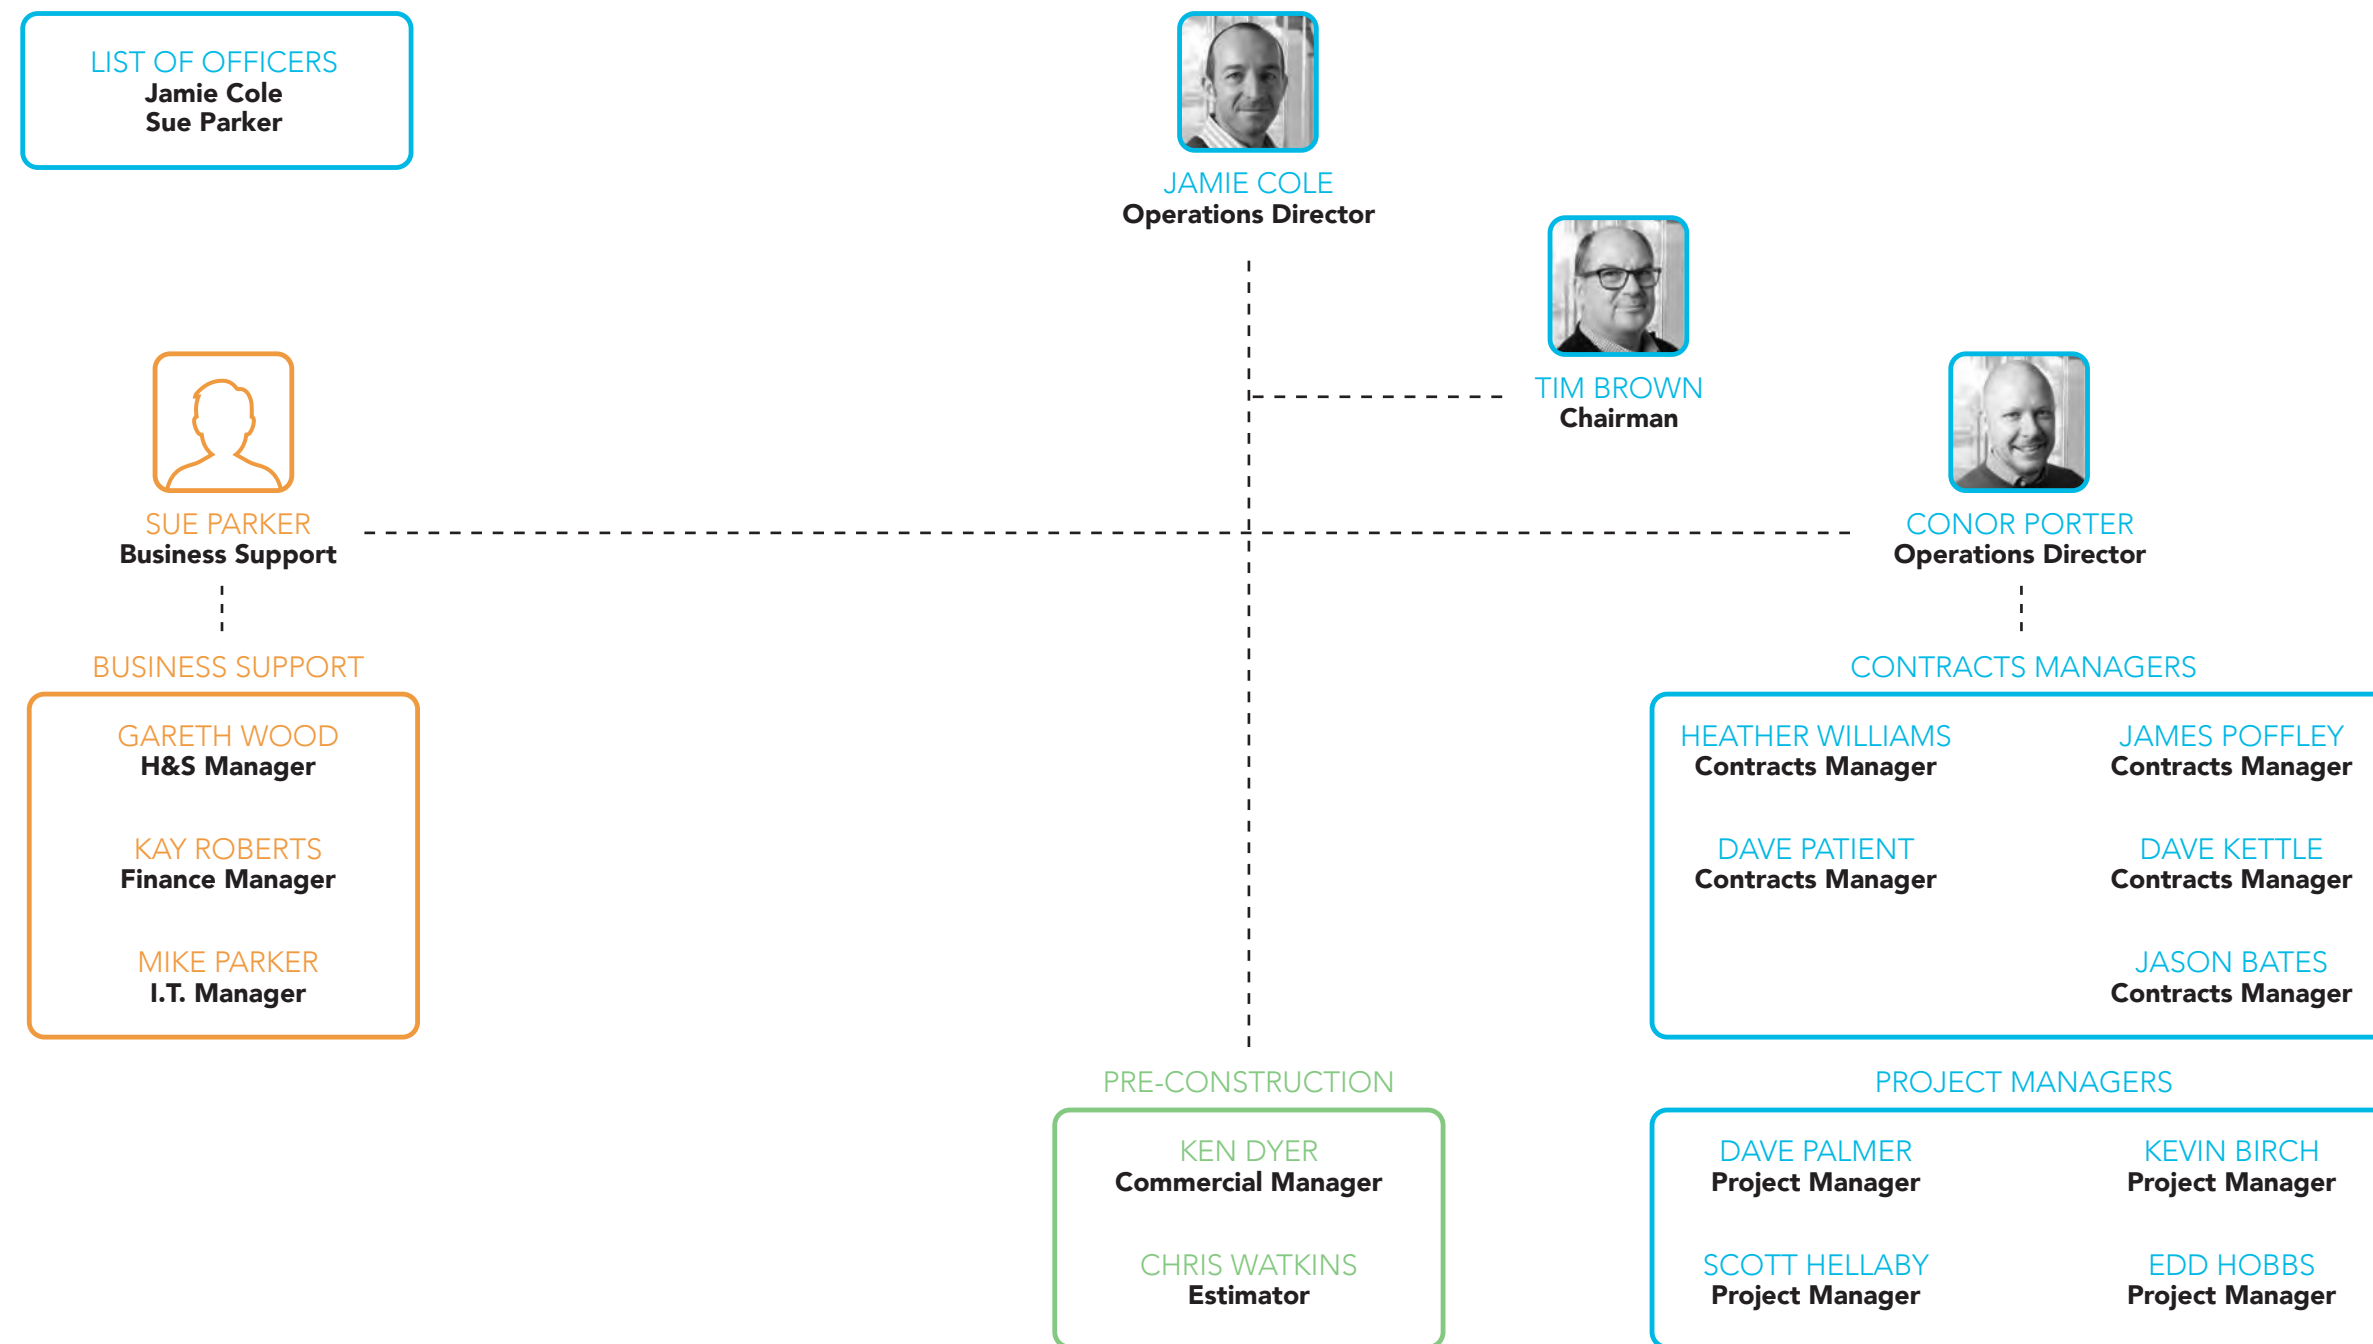 LIST OF OFFICERS
Jamie Cole
Sue Parker
JAMIE COLE
Operations Director
TIM BROWN
Chairman
SUE PARKER
Business Support
CONOR PORTER
Operations Director
BUSINESS SUPPORT
GARETH WOOD
H&S Manager
KAY ROBERTS
Finance Manager
MIKE PARKER
I.T. Manager
PRE-CONSTRUCTION
KEN DYER
Commercial Manager
CHRIS WATKINS
Estimator
CONTRACTS MANAGERS
HEATHER WILLIAMS
Contracts Manager
JAMES POFFLEY
Contracts Manager
DAVE PATIENT
Contracts Manager
DAVE KETTLE
Contracts Manager
JASON BATES
Contracts Manager
PROJECT MANAGERS
DAVE PALMER
Project Manager
KEVIN BIRCH
Project Manager
SCOTT HELLABY
Project Manager
EDD HOBBS
Project Manager